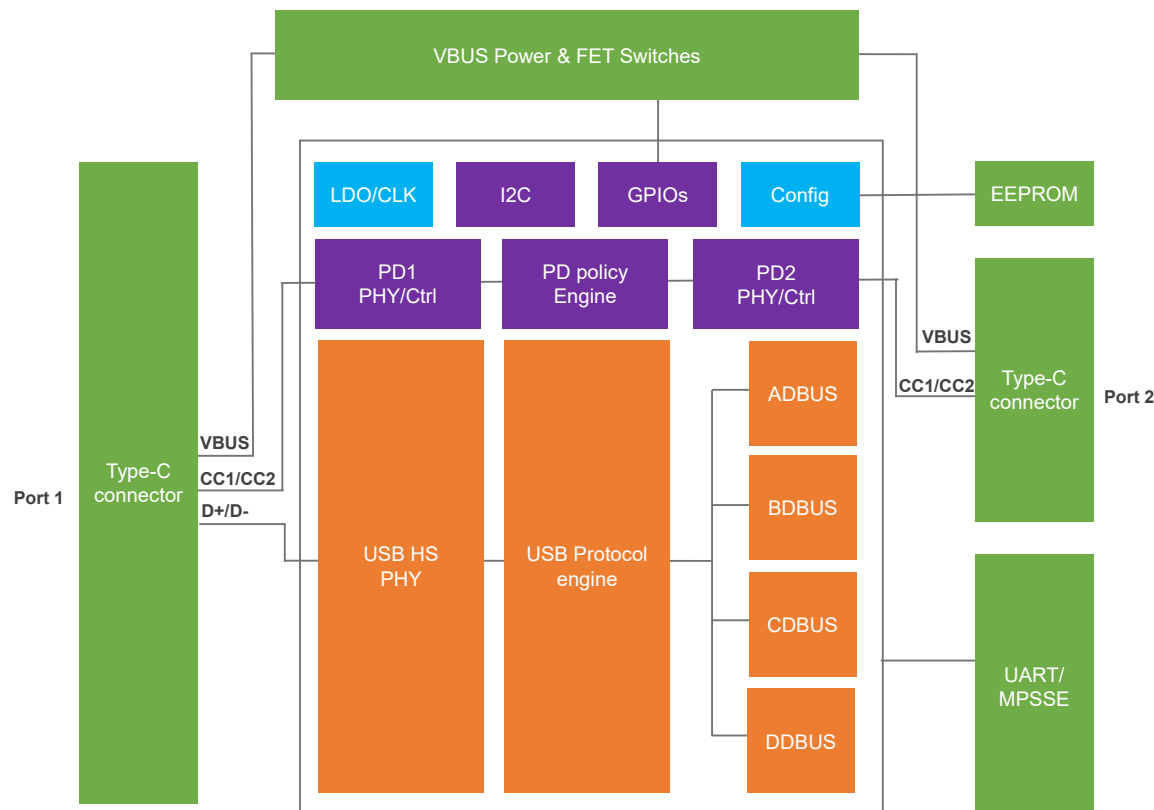 VBUS Power & FET Switches
LDO/CLK
I2C
GPIOs
Config
EEPROM
PD1
PHY/Ctrl
PD policy
Engine
PD2
PHY/Ctrl
VBUS
CC1/CC2
Type-C
connector
Port 2
ADBUS
VBUS
CC1/CC2
D+/D-
Type-C
connector
Port 1
BDBUS
USB HS
PHY
USB Protocol
engine
CDBUS
UART/
MPSSE
DDBUS